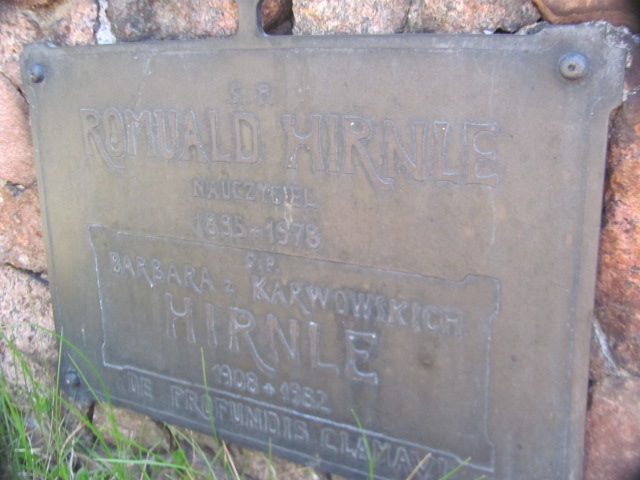 Ś.P.
ROMUALD HIRNLE
NAUCZYCIEL
1895-1978
Ś.P.
BARBARA z KARWOWSKICH
HIRNLE
1908+1982
DE PROFUNDIS CLAMAVI